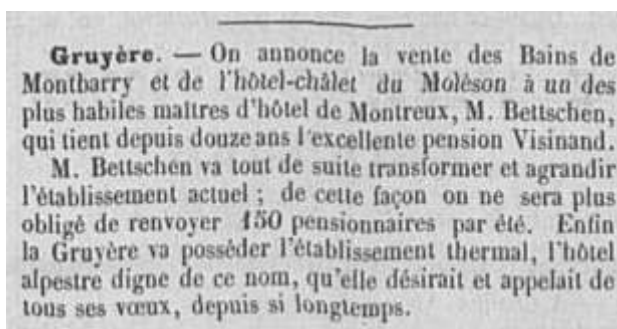 Gruyère. — On annonce la vente des Bains de
Montbarry et de l'hôtel-châlet du Moléson à un des
plus habiles maîtres d'hôtel de Montreux, M. Bettschen,
qui tient depuis douze ans l'excellente pension Visinand.
M. Bettschen va tout de suite transformer et agrandir
l'établissement actuel ; de cette façon on ne sera plus
obligé de renvoyer 150 pensionnaires par été. Enfin
la Gruyère va posséder l'établissement thermal, l'hôtel
alpestre digne de ce nom, qu'elle désirait et appelait de
tous ses vœux, depuis si longtemps.